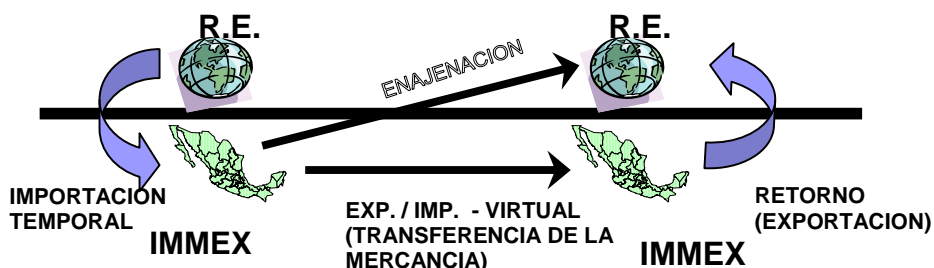 R.E.
R.E.
ENAJENACION
IMPORTACION
TEMPORAL
IMMEX
EXP. / IMP. - VIRTUAL
(TRANSFERENCIA DE LA
MERCANCIA)
IMMEX
RETORNO
(EXPORTACION)